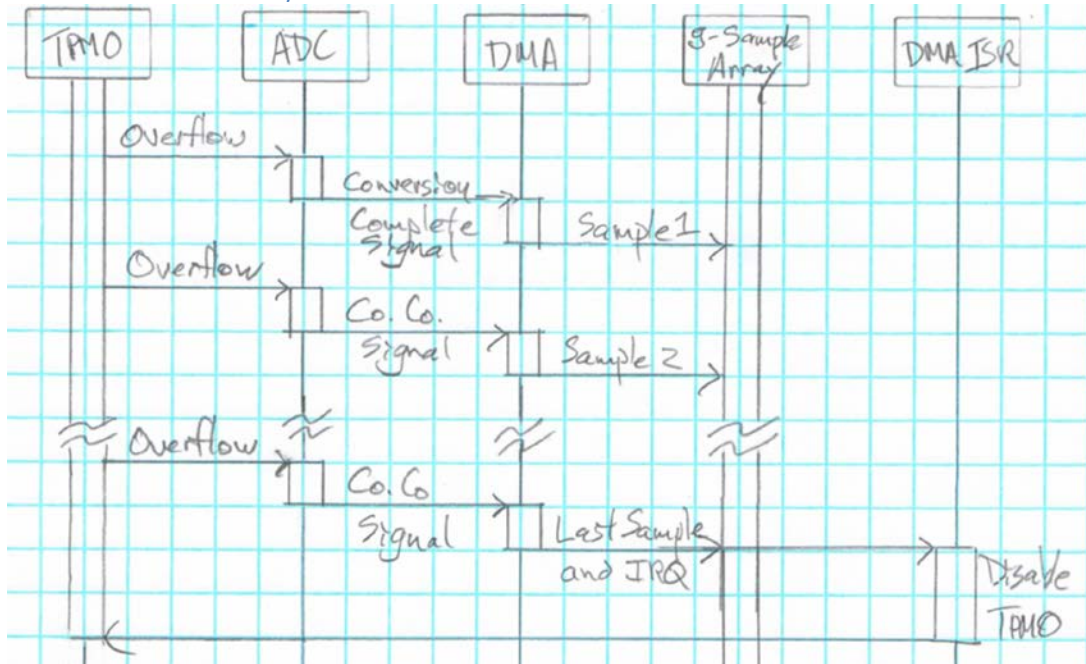 TPM0
ADC
DMA
g-Sample
Array
DMA ISR
Overflow
Conversion
Complete
Signal
Sample 1
Overflow
Co. Co.
Signal
Sample 2
Overflow
Co. Co
Signal
Last Sample
and IRQ
Disable
TPM0